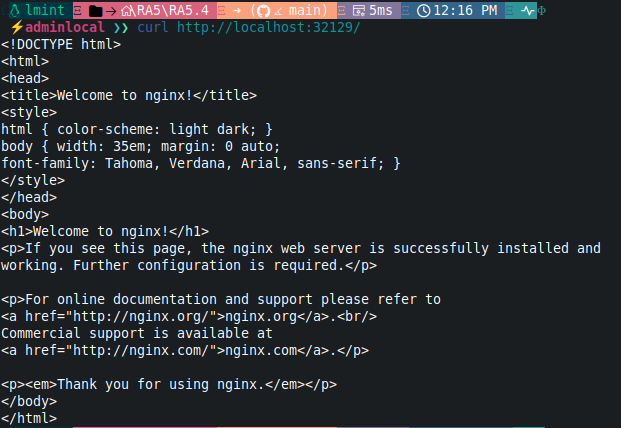 lmint RA5\RA5.4 main) 5ms 12:16 PM
adminlocal ❯❯ curl http://localhost:32129/
<!DOCTYPE html>
<html>
<head>
<title>Welcome to nginx!</title>
<style>
html { color-scheme: light dark; }
body { width: 35em; margin: 0 auto;
font-family: Tahoma, Verdana, Arial, sans-serif; }
</style>
</head>
<body>
<h1>Welcome to nginx!</h1>
<p>If you see this page, the nginx web server is successfully installed and
working. Further configuration is required.</p>

<p>For online documentation and support please refer to
<a href="http://nginx.org/">nginx.org</a>.<br/>
Commercial support is available at
<a href="http://nginx.com/">nginx.com</a>.</p>

<p><em>Thank you for using nginx.</em></p>
</body>
</html>